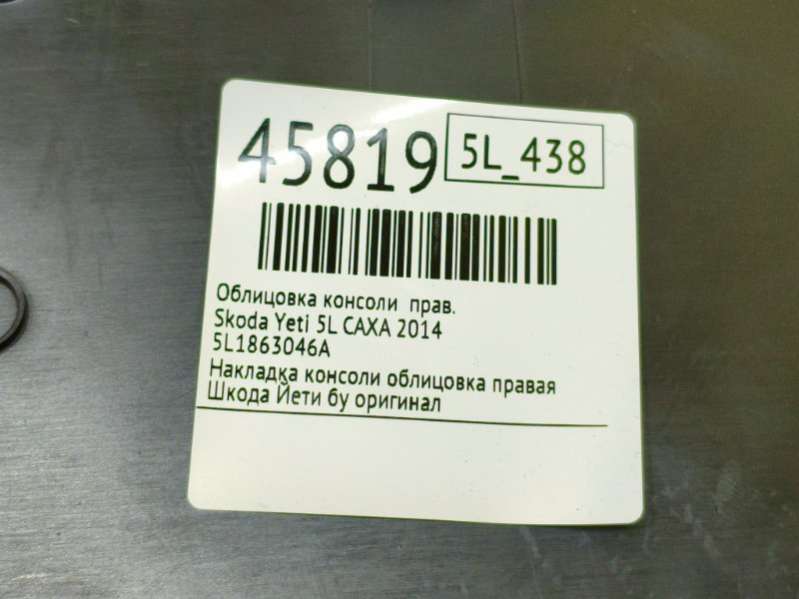 45819 5L_438
Облицовка консоли прав.
Skoda Yeti 5L CAXA 2014
5L1863046A
Накладка консоли облицовка правая
Шкода Йети бу оригинал